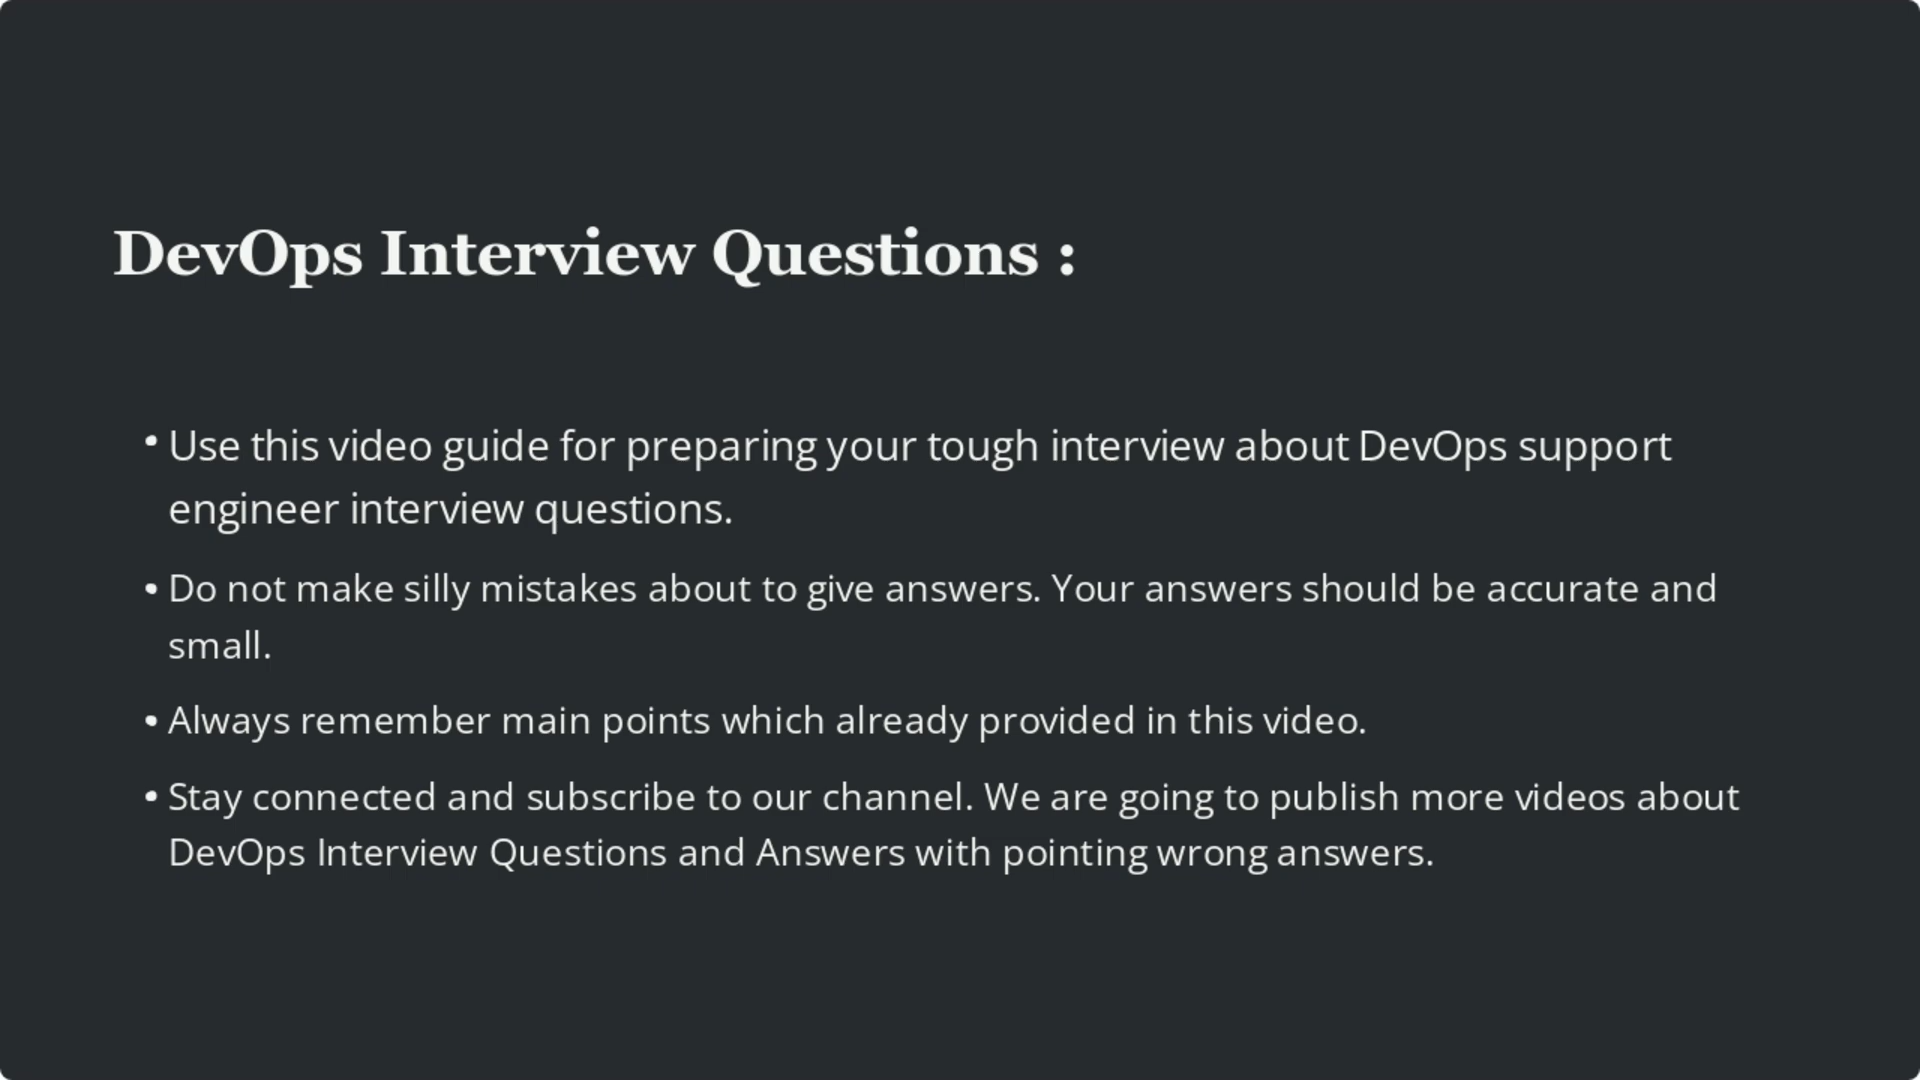 DevOps Interview Questions :
• Use this video guide for preparing your tough interview about DevOps support
engineer interview questions.
• Do not make silly mistakes about to give answers. Your answers should be accurate and
small.
• Always remember main points which already provided in this video.
• Stay connected and subscribe to our channel. We are going to publish more videos about
DevOps Interview Questions and Answers with pointing wrong answers.